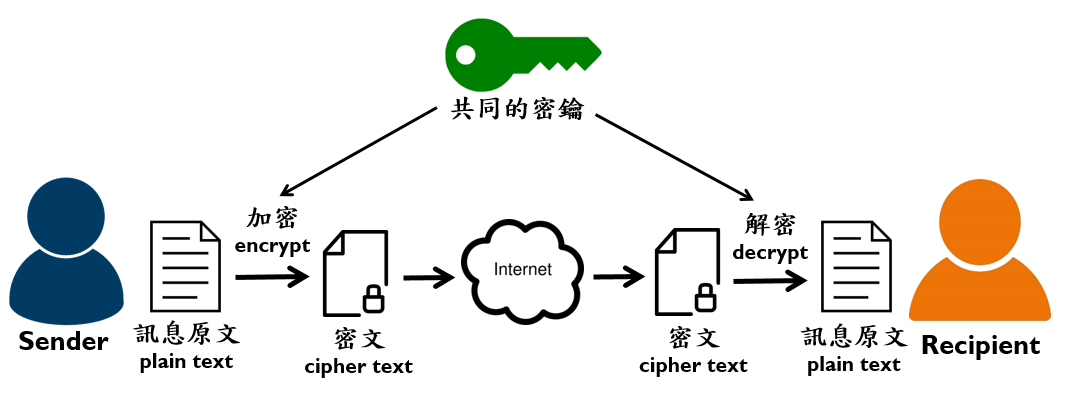 共同的密鑰
加密
encrypt
解密
decrypt
Internet
Sender
訊息原文
plain text
密文
cipher text
密文
cipher text
訊息原文
plain text
Recipient